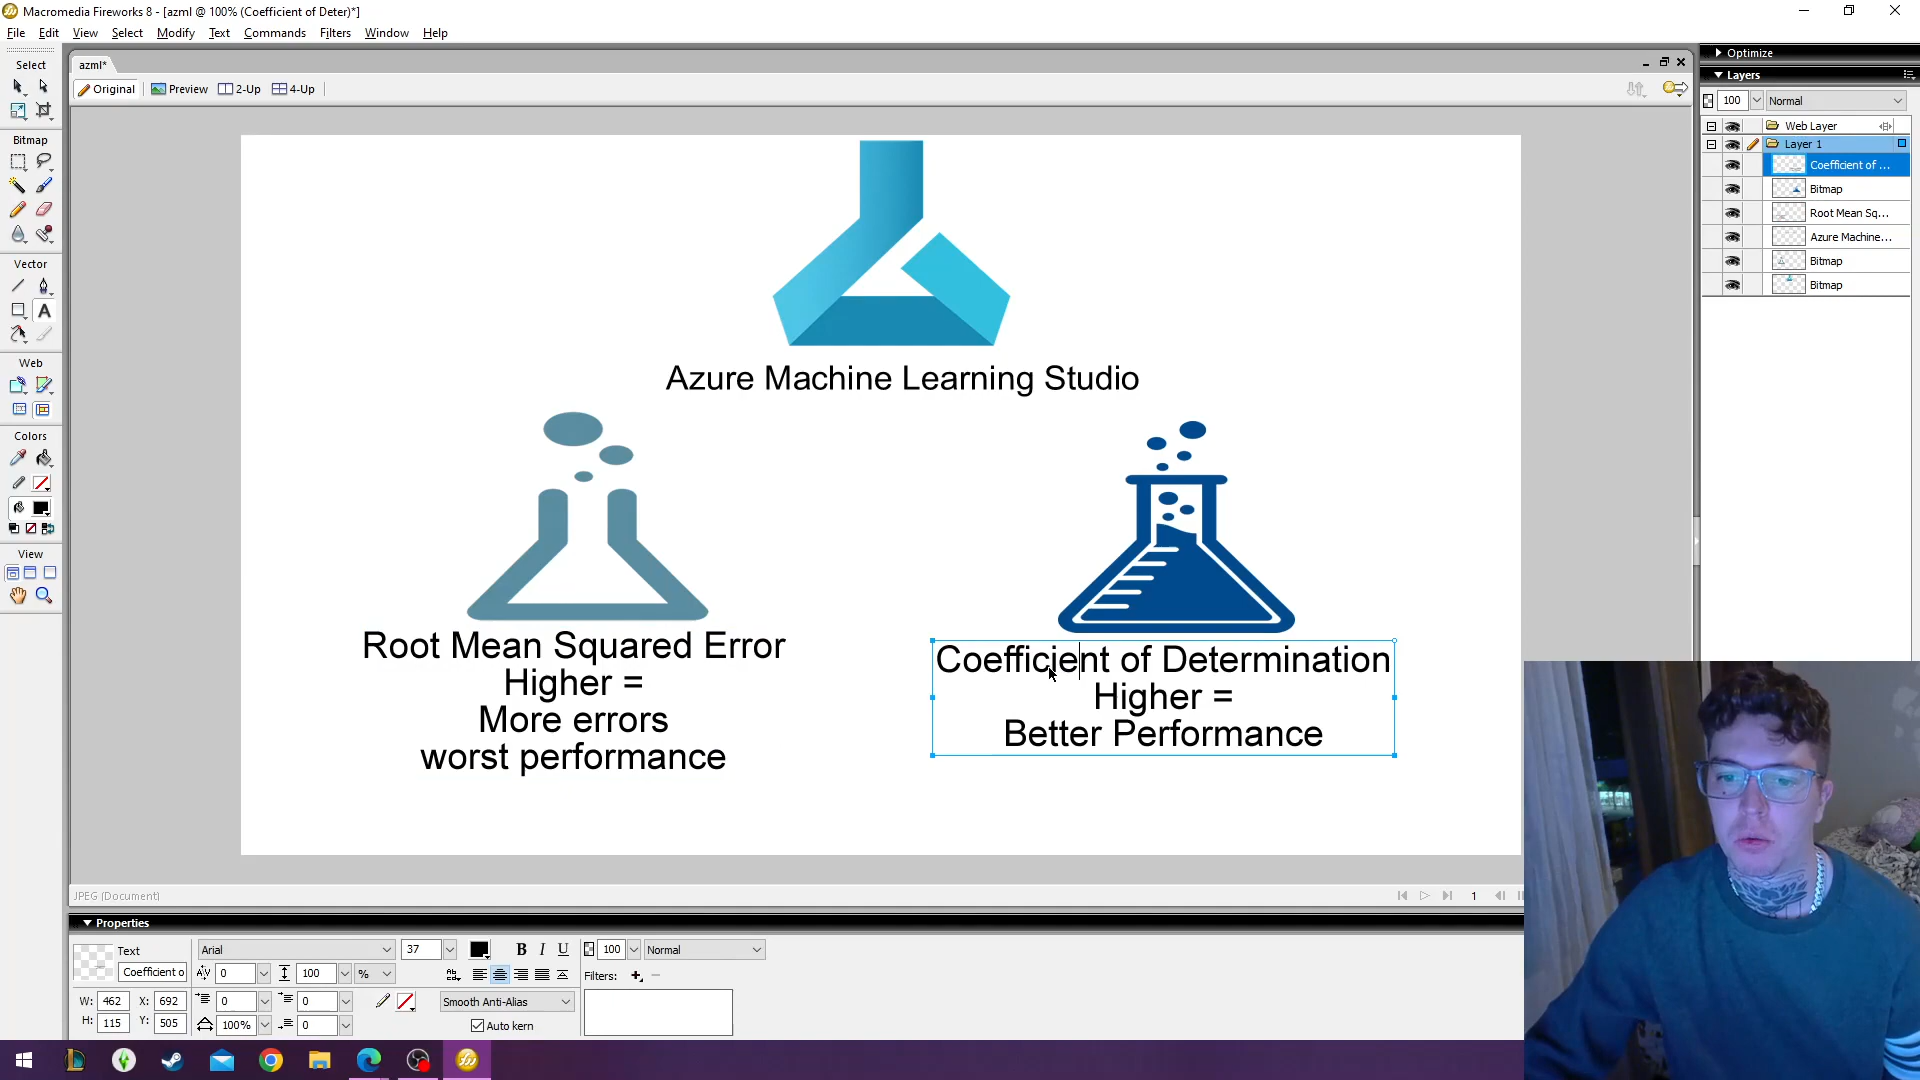 Macromedia Fireworks 8 - [azml @ 100% (Coefficient of Deter)*]
File Edit View Select Modify Text Commands Filters Window Help
Select
Bitmap
Vector
A
Web
Colors
View
azml*
Original Preview 2-Up 4-Up
Azure Machine Learning Studio
Root Mean Squared Error
Higher =
More errors
worst performance
Coefficient of Determination
Higher =
Better Performance
JPEG (Document)
1
Optimize
Layers
100 Normal
Web Layer
Layer 1
Coefficient of ...
Bitmap
Root Mean Sq...
Azure Machine...
Bitmap
Bitmap
Properties
Text
Coefficient o
W: 462 X: 692
H: 115 Y: 505
Arial 37 B I U
0 100 %
0 0
100% 0
Smooth Anti-Alias
Auto kern
100 Normal
Filters: